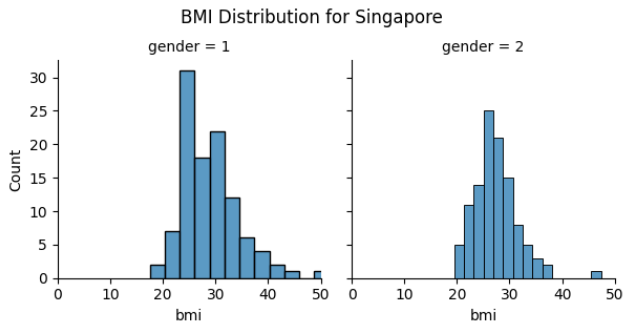 BMI Distribution for Singapore
gender = 1
gender = 2
Count
30
25
20
15
10
5
0
0 10 20 30 40 50
0 10 20 30 40 50
bmi
bmi